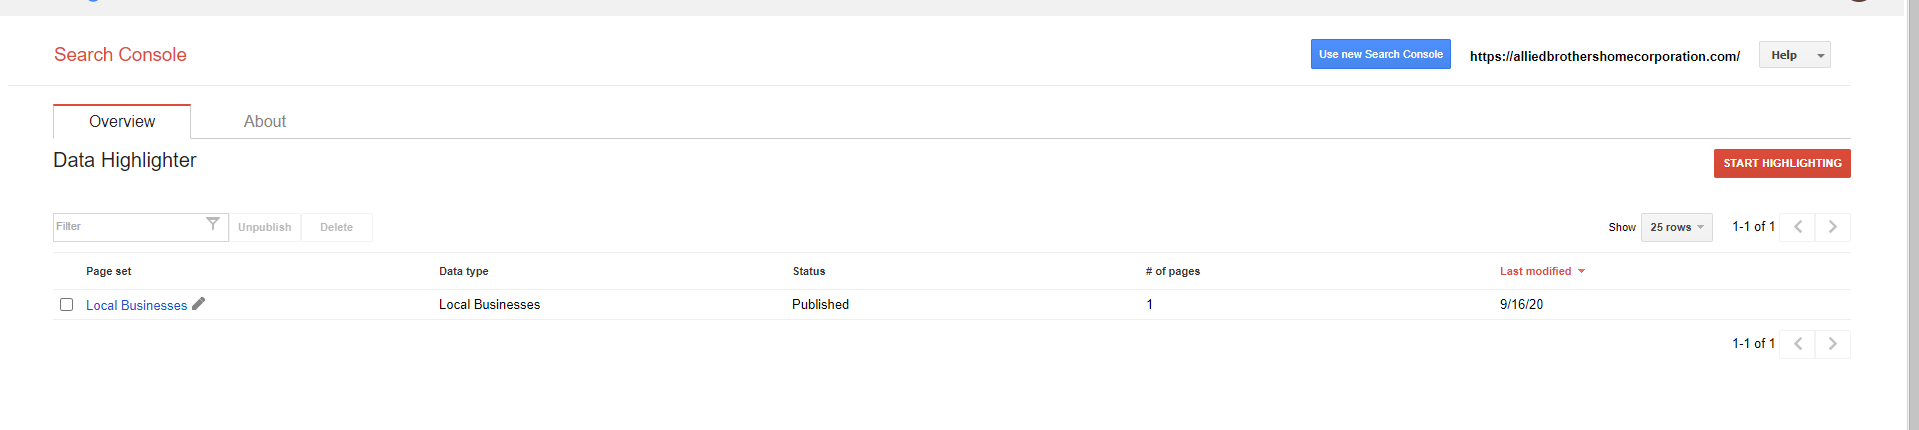 Search Console
Use new Search Console
https://alliedbrothershomecorporation.com/
Help
Overview
About
Data Highlighter
START HIGHLIGHTING
Filter
Unpublish
Delete
Show
25 rows
1-1 of 1
Page set
Data type
Status
# of pages
Last modified
Local Businesses
Local Businesses
Published
1
9/16/20
1-1 of 1